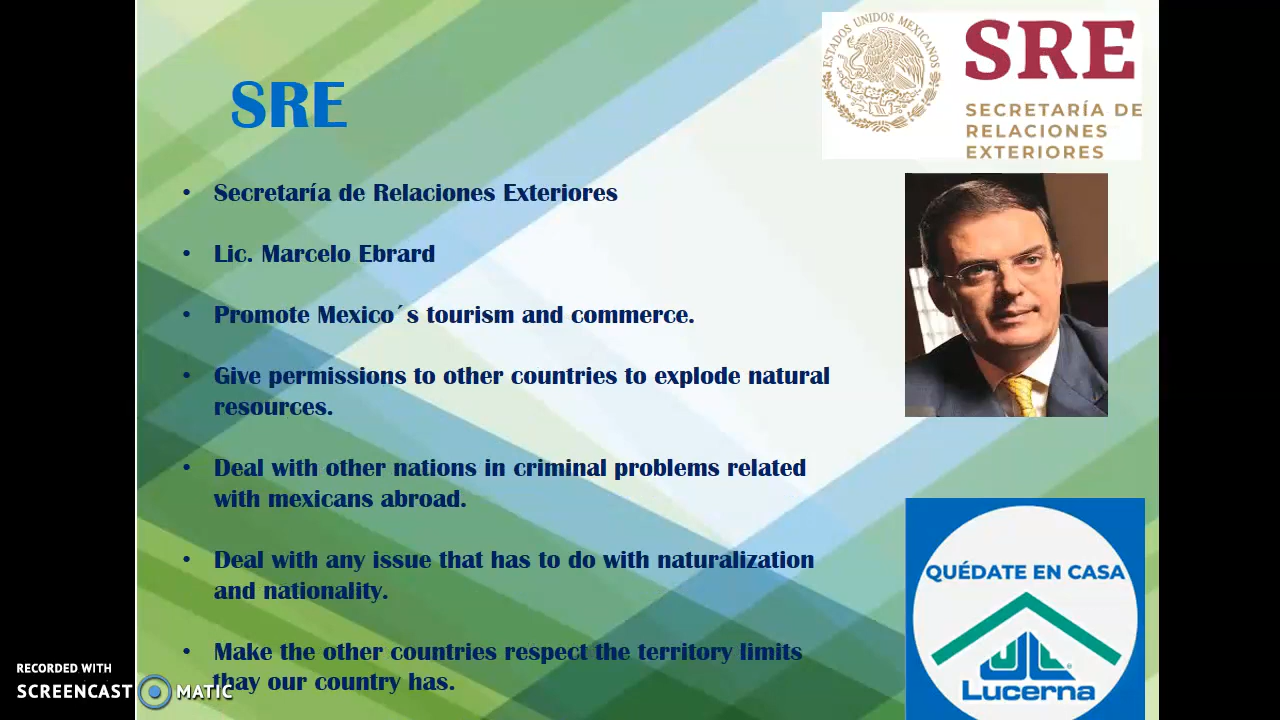 ESTADOS UNIDOS MEXICANOS
SRE
SECRETARÍA DE
RELACIONES
EXTERIORES
SRE
• Secretaría de Relaciones Exteriores
• Lic. Marcelo Ebrard
• Promote Mexico´s tourism and commerce.
• Give permissions to other countries to explode natural
resources.
• Deal with other nations in criminal problems related
with mexicans abroad.
• Deal with any issue that has to do with naturalization
and nationality.
• Make the other countries respect the territory limits
thay our country has.
QUÉDATE EN CASA
Lucerna
RECORDED WITH
SCREENCAST MATIC